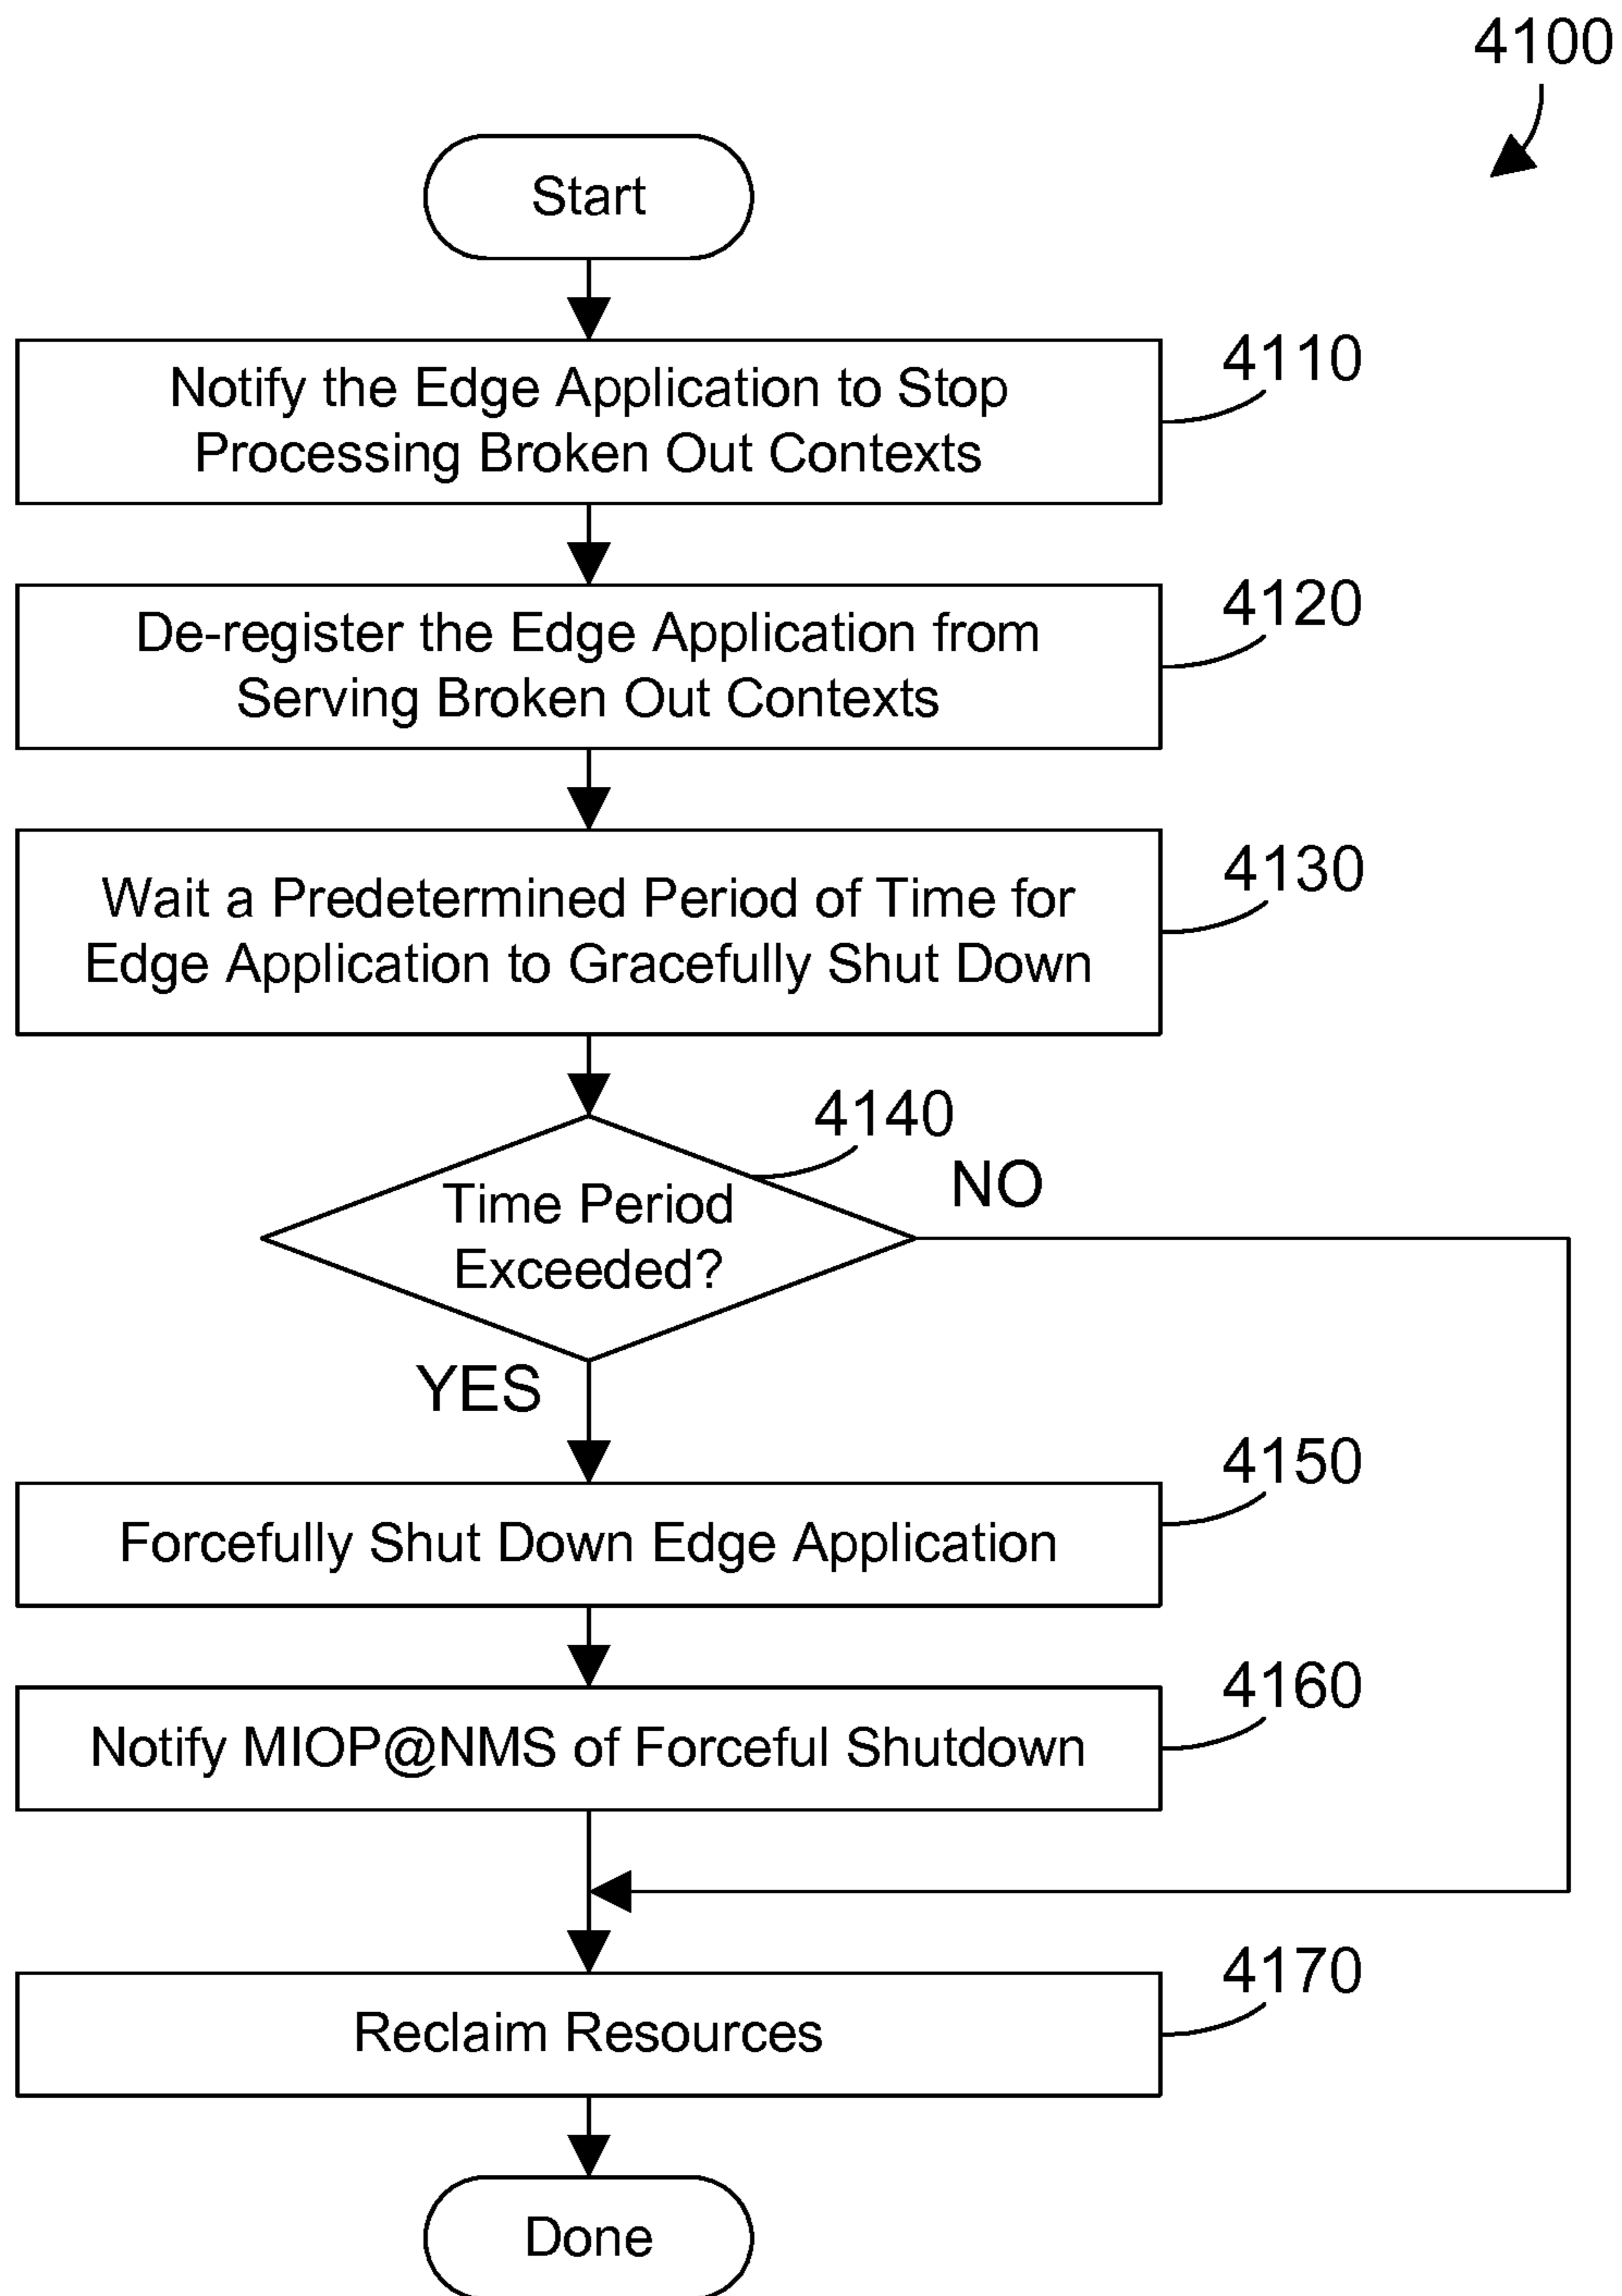 4100
Start
Notify the Edge Application to Stop
Processing Broken Out Contexts
4110
De-register the Edge Application from
Serving Broken Out Contexts
4120
Wait a Predetermined Period of Time for
Edge Application to Gracefully Shut Down
4130
4140
Time Period
Exceeded?
NO
YES
Forcefully Shut Down Edge Application
4150
Notify MIOP@NMS of Forceful Shutdown
4160
Reclaim Resources
4170
Done